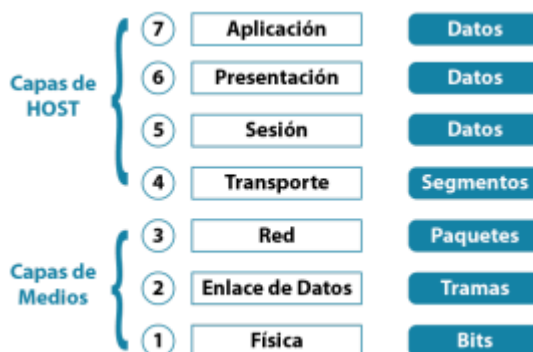 7 Aplicación Datos
6 Presentación Datos
Capas de
HOST
5 Sesión Datos
4 Transporte Segmentos
3 Red Paquetes
Capas de
Medios
2 Enlace de Datos Tramas
1 Física Bits